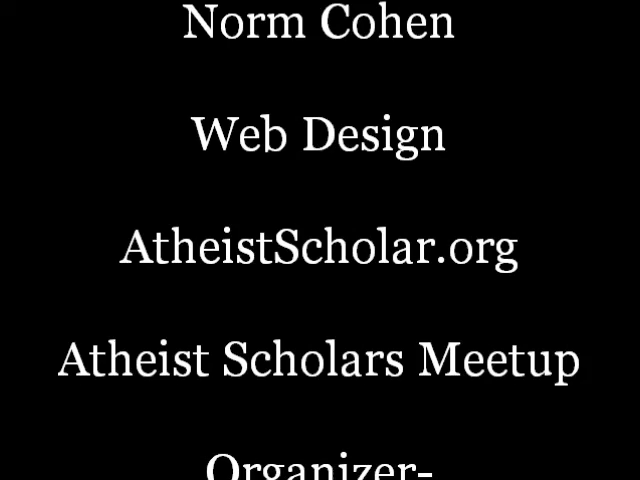 Norm Cohen
Web Design
AtheistScholar.org
Atheist Scholars Meetup
Organizer-